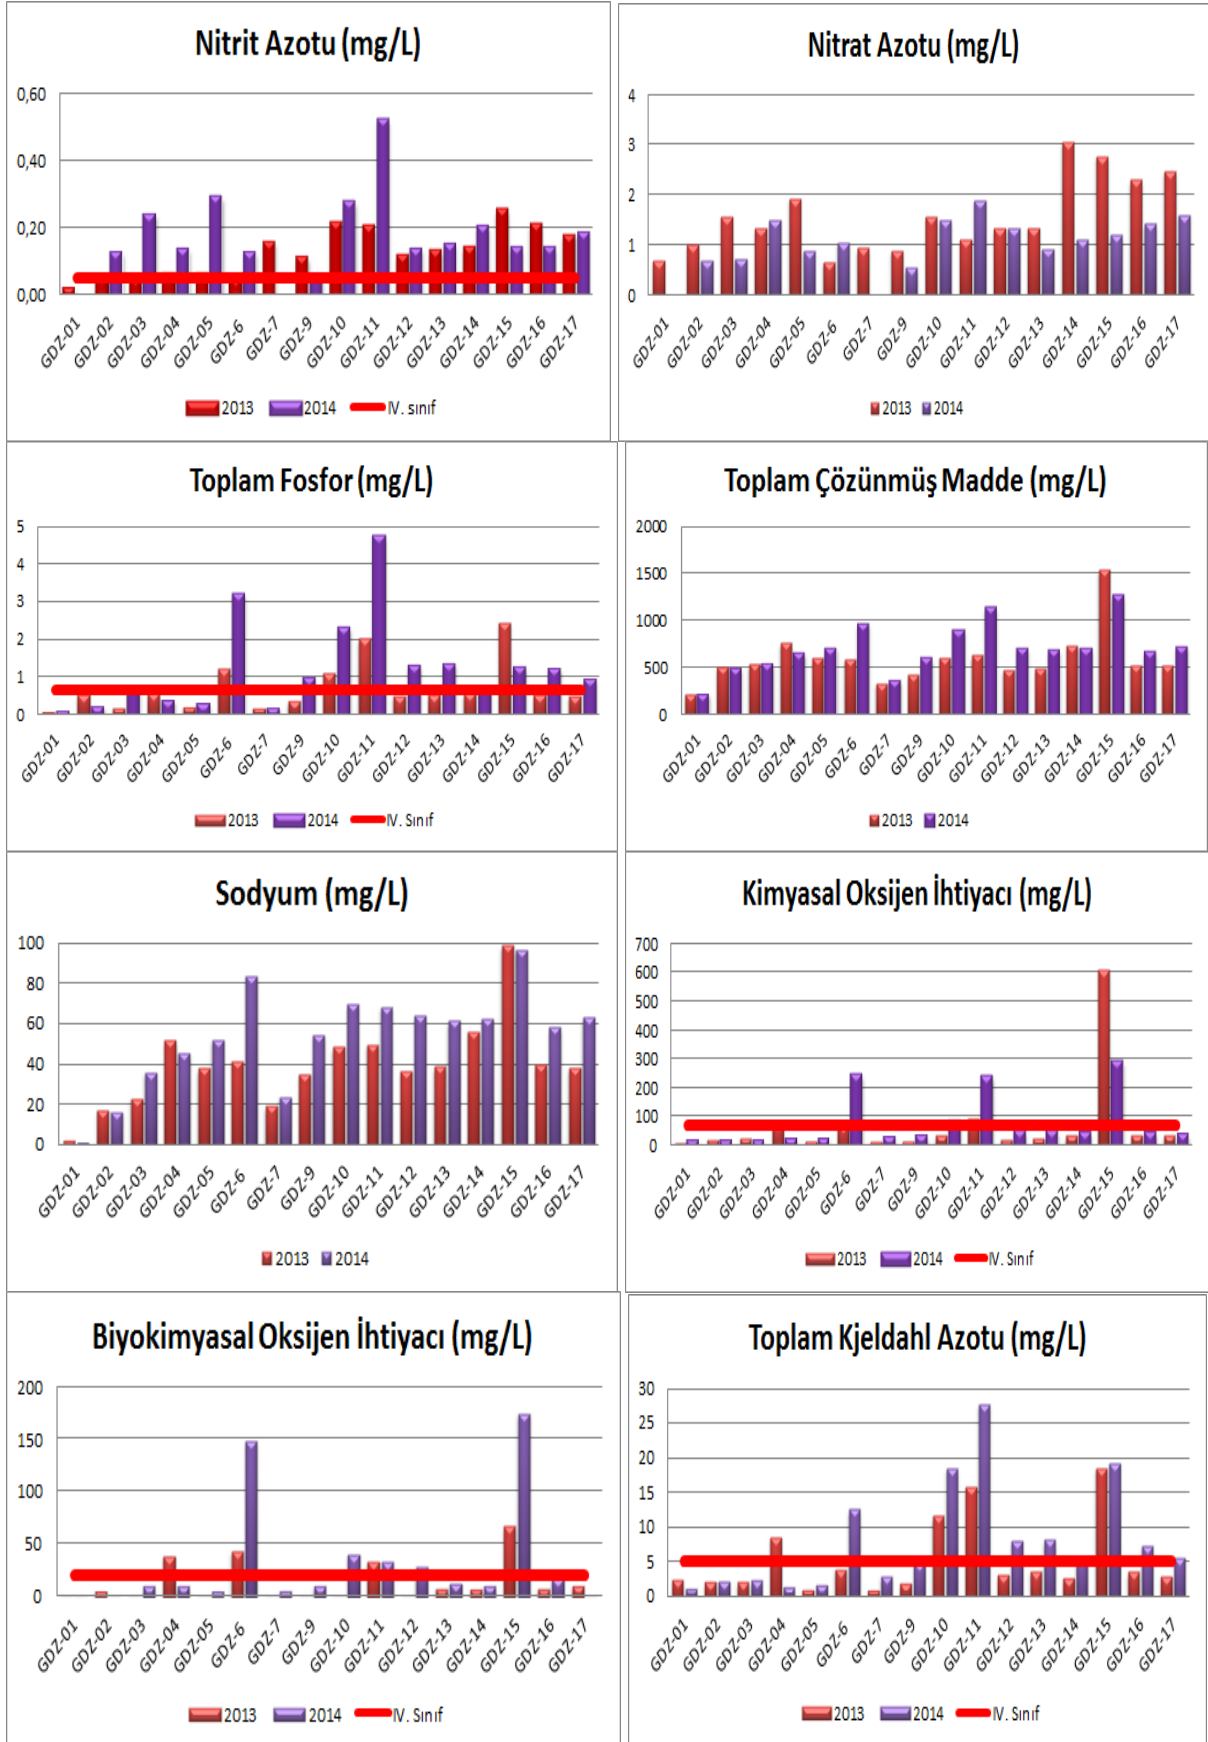 Nitrit Azotu (mg/L)
0,60
0,40
0,20
0,00
GDZ-01 GDZ-02 GDZ-03 GDZ-04 GDZ-05 GDZ-6 GDZ-7 GDZ-9 GDZ-10 GDZ-11 GDZ-12 GDZ-13 GDZ-14 GDZ-15 GDZ-16 GDZ-17
2013 2014 IV. sınıf
Nitrat Azotu (mg/L)
4
3
2
1
0
GDZ-01 GDZ-02 GDZ-03 GDZ-04 GDZ-05 GDZ-6 GDZ-7 GDZ-9 GDZ-10 GDZ-11 GDZ-12 GDZ-13 GDZ-14 GDZ-15 GDZ-16 GDZ-17
2013 2014
Toplam Fosfor (mg/L)
5
4
3
2
1
0
GDZ-01 GDZ-02 GDZ-03 GDZ-04 GDZ-05 GDZ-6 GDZ-7 GDZ-9 GDZ-10 GDZ-11 GDZ-12 GDZ-13 GDZ-14 GDZ-15 GDZ-16 GDZ-17
2013 2014 IV. Sınıf
Toplam Çözünmüş Madde (mg/L)
2000
1500
1000
500
0
GDZ-01 GDZ-02 GDZ-03 GDZ-04 GDZ-05 GDZ-6 GDZ-7 GDZ-9 GDZ-10 GDZ-11 GDZ-12 GDZ-13 GDZ-14 GDZ-15 GDZ-16 GDZ-17
2013 2014
Sodyum (mg/L)
100
80
60
40
20
0
GDZ-01 GDZ-02 GDZ-03 GDZ-04 GDZ-05 GDZ-6 GDZ-7 GDZ-9 GDZ-10 GDZ-11 GDZ-12 GDZ-13 GDZ-14 GDZ-15 GDZ-16 GDZ-17
2013 2014
Kimyasal Oksijen İhtiyacı (mg/L)
700
600
500
400
300
200
100
0
GDZ-01 GDZ-02 GDZ-03 GDZ-04 GDZ-05 GDZ-6 GDZ-7 GDZ-9 GDZ-10 GDZ-11 GDZ-12 GDZ-13 GDZ-14 GDZ-15 GDZ-16 GDZ-17
2013 2014 IV. Sınıf
Biyokimyasal Oksijen İhtiyacı (mg/L)
200
150
100
50
0
GDZ-01 GDZ-02 GDZ-03 GDZ-04 GDZ-05 GDZ-6 GDZ-7 GDZ-9 GDZ-10 GDZ-11 GDZ-12 GDZ-13 GDZ-14 GDZ-15 GDZ-16 GDZ-17
2013 2014 IV. Sınıf
Toplam Kjeldahl Azotu (mg/L)
30
25
20
15
10
5
0
GDZ-01 GDZ-02 GDZ-03 GDZ-04 GDZ-05 GDZ-6 GDZ-7 GDZ-9 GDZ-10 GDZ-11 GDZ-12 GDZ-13 GDZ-14 GDZ-15 GDZ-16 GDZ-17
2013 2014 IV. Sınıf